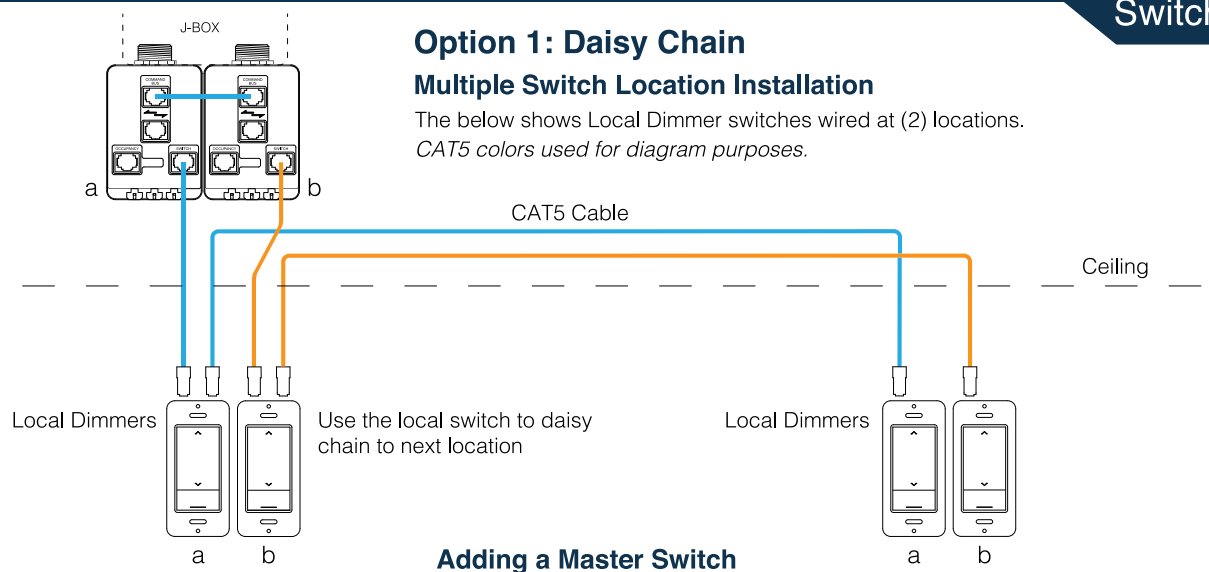 Switch
J-BOX
Option 1: Daisy Chain
Multiple Switch Location Installation
The below shows Local Dimmer switches wired at (2) locations.
CAT5 colors used for diagram purposes.
COMMAND
BUS
COMMAND
BUS
OCCUPANCY
SWITCH
OCCUPANCY
SWITCH
a
b
CAT5 Cable
Ceiling
Local Dimmers
Use the local switch to daisy
chain to next location
Local Dimmers
a
b
a
b
Adding a Master Switch